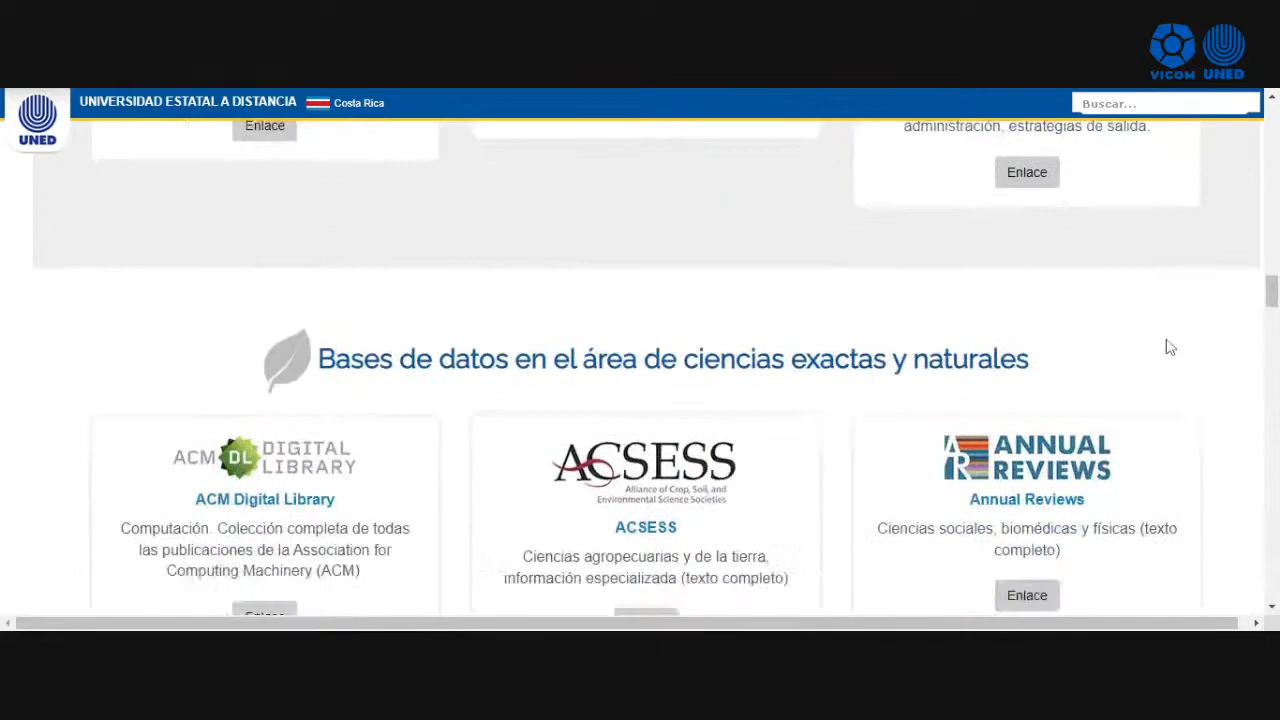 VICOM UNED
UNIVERSIDAD ESTATAL A DISTANCIA Costa Rica
Buscar...
UNED
Enlace
administración, estrategias de salida.
Enlace
Bases de datos en el área de ciencias exactas y naturales
ACM DL DIGITAL LIBRARY
ACM Digital Library
Computación. Colección completa de todas
las publicaciones de la Association for
Computing Machinery (ACM)
Enlace
ACSESS
Alliance of Crop, Soil, and
Environmental Science Societies
ACSESS
Ciencias agropecuarias y de la tierra,
información especializada (texto completo)
AR ANNUAL
REVIEWS
Annual Reviews
Ciencias sociales, biomédicas y físicas (texto
completo)
Enlace